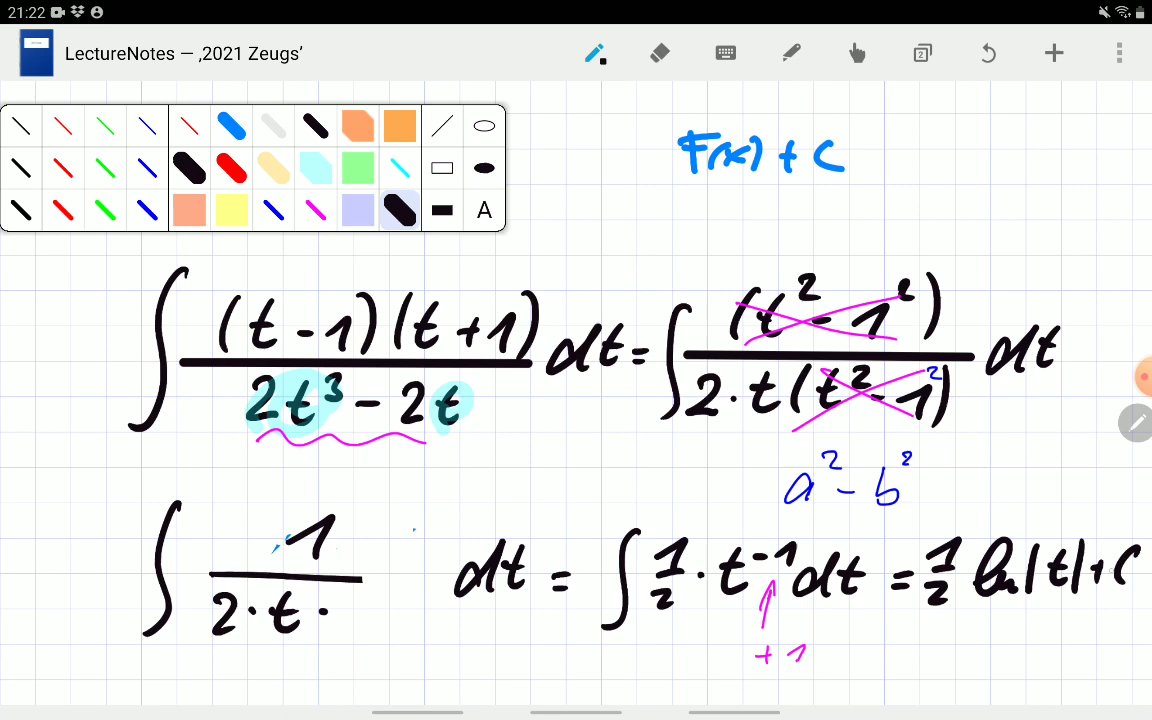 21:22
LectureNotes — ‚2021 Zeugs’
2
A
F(x) + C
∫ (t - 1)(t + 1) / 2t³ - 2t dt = ∫ (t² - 1²) / 2 · t(t² - 1²) dt
a² - b²
∫ 1 / 2 · t · dt = ∫ 1/2 · t⁻¹ dt = 1/2 ln|t| + C
+ 1